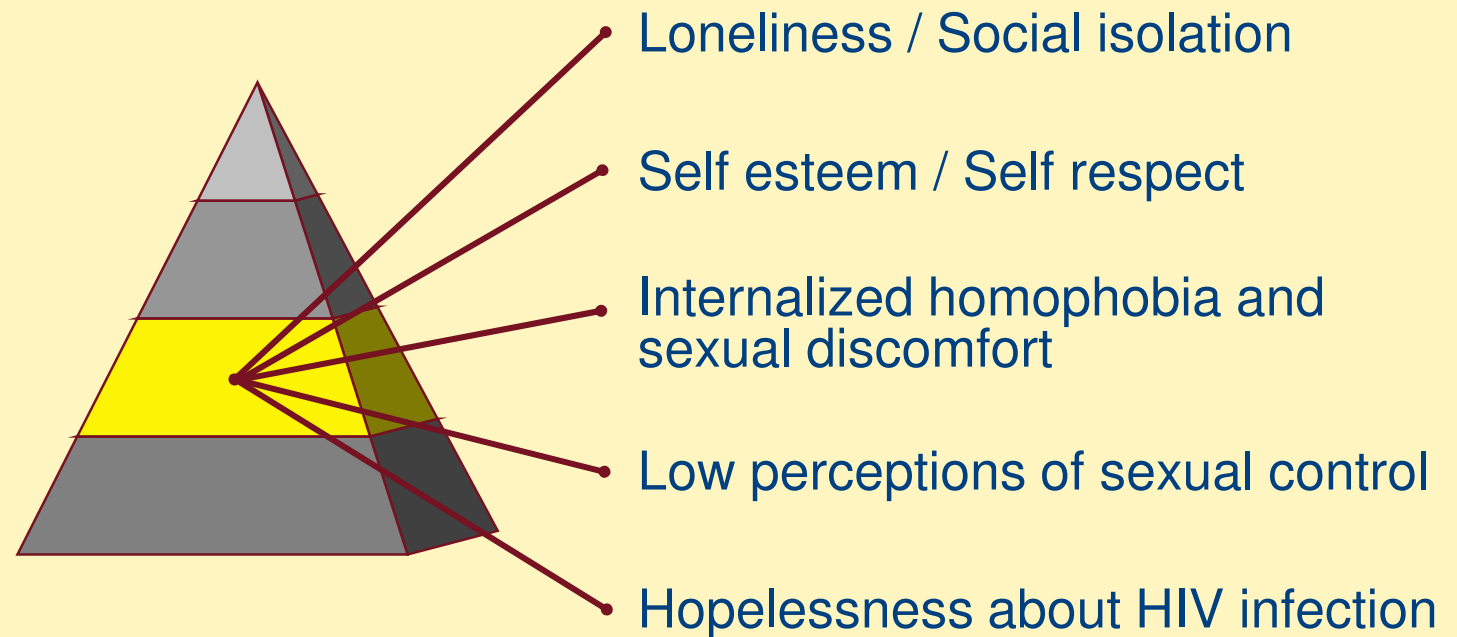 Loneliness / Social isolation
Self esteem / Self respect
Internalized homophobia and
sexual discomfort
Low perceptions of sexual control
Hopelessness about HIV infection